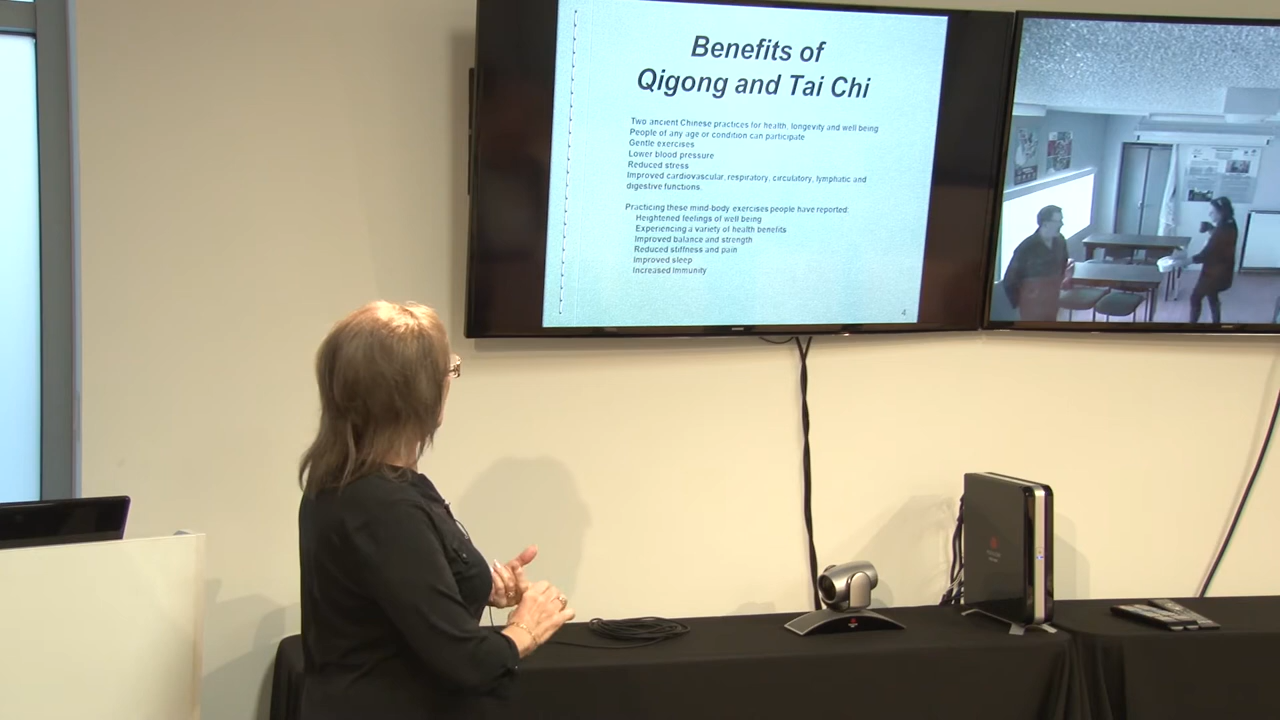 Benefits of
Qigong and Tai Chi
Two ancient Chinese practices for health, longevity and well being
People of any age or condition can participate
Gentle exercises
Lower blood pressure
Reduced stress
Improved cardiovascular, respiratory, circulatory, lymphatic and
digestive functions.
Practicing these mind-body exercises people have reported:
Heightened feelings of well being
Experiencing a variety of health benefits
Improved balance and strength
Reduced stiffness and pain
Improved sleep
Increased Immunity
4